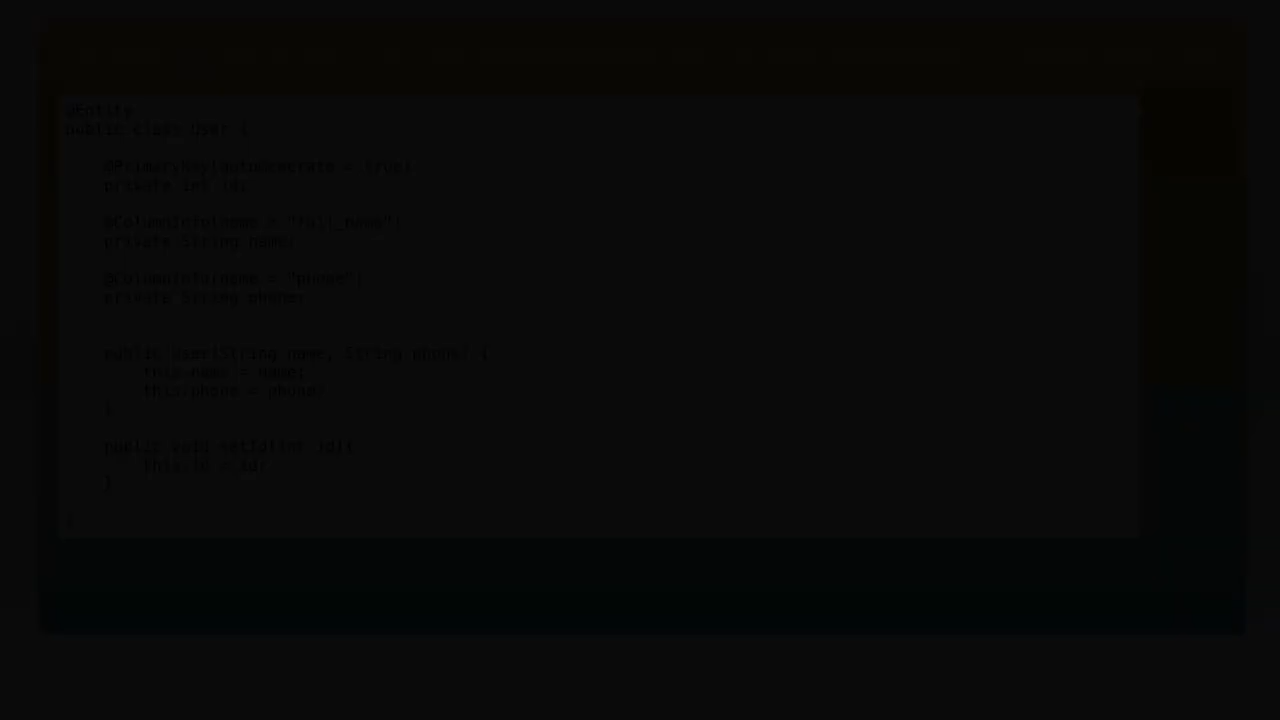 @Entity
public class User {
@PrimaryKey(autoGenerate = true)
private int id;
@ColumnInfo(name = "full_name")
private String name;
@ColumnInfo(name = "phone")
private String phone;
public User(String name, String phone) {
this.name = name;
this.phone = phone;
}
public void setId(int id){
this.id = id;
}
}